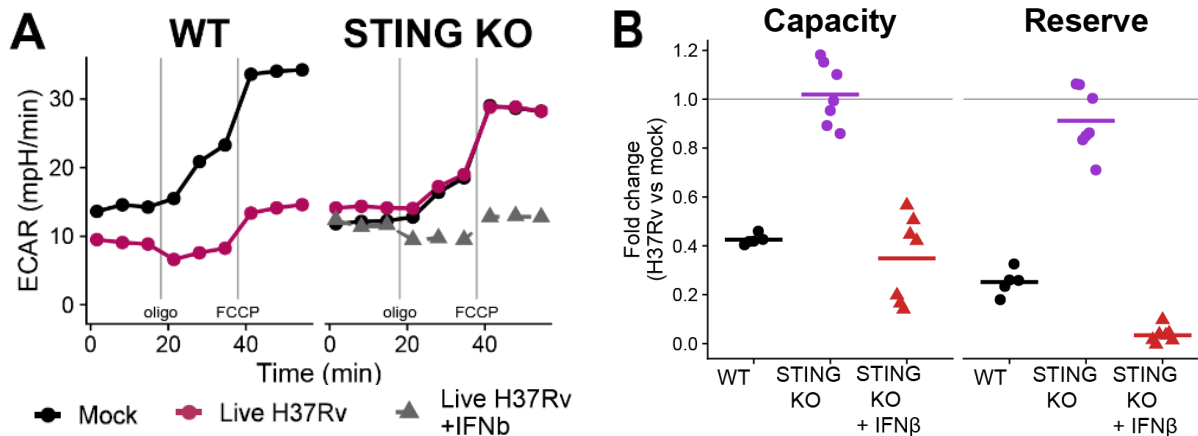 A
WT
STING KO
ECAR (mpH/min)
30
20
10
0
oligo
FCCP
oligo
FCCP
0
20
40
0
20
40
Time (min)
Mock
Live H37Rv
Live H37Rv
+IFNb
B
Capacity
Reserve
Fold change
(H37Rv vs mock)
1.2
1.0
0.8
0.6
0.4
0.2
0.0
WT
STING
KO
STING
KO
+ IFNβ
WT
STING
KO
STING
KO
+ IFNβ